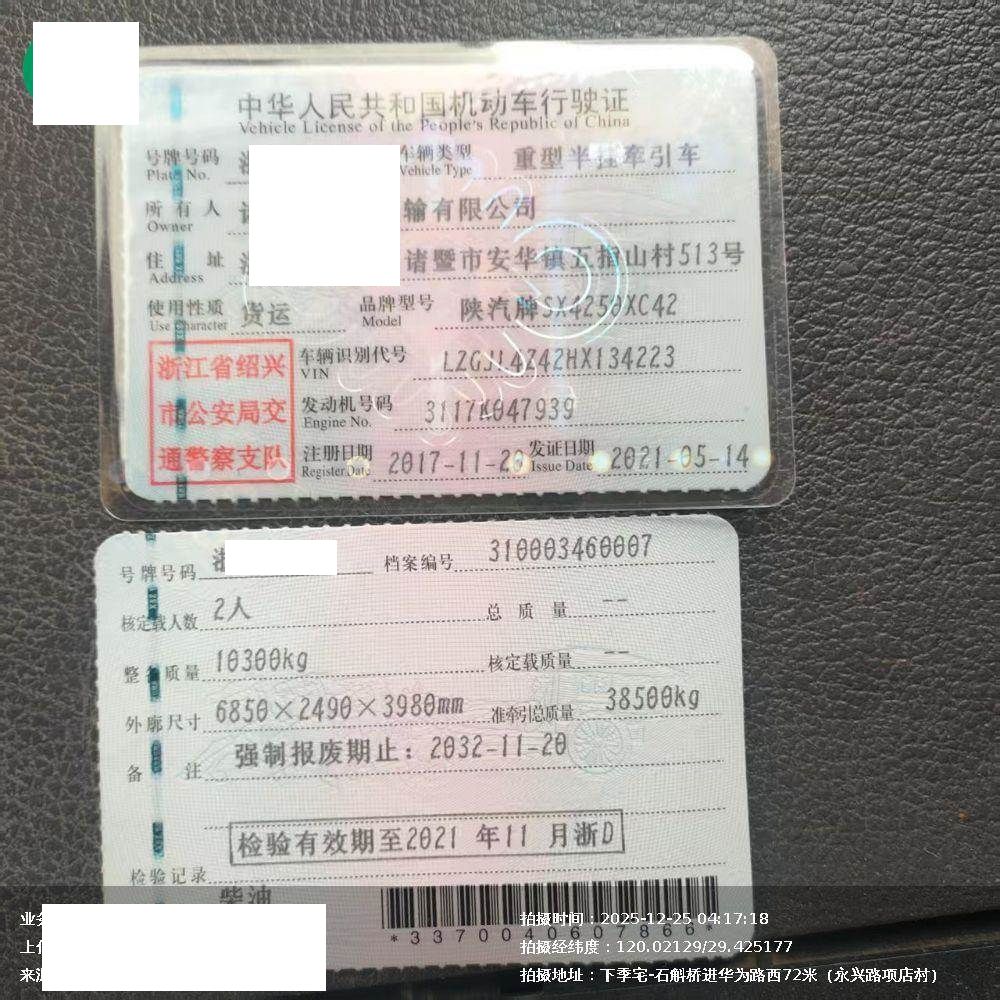 中华人民共和国机动车行驶证
Vehicle License of the People's Republic of China
号牌号码 车辆类型 重型半挂牵引车
Plate No. Vehicle Type
所有人 输有限公司
Owner
住址 诸暨市安华镇五指山村513号
Address
使用性质 货运 品牌型号 陕汽牌SX4250XC42
Use Character Model
浙江省绍兴
市公安局交
通警察支队
车辆识别代号 LZGJL4Z42HX134223
VIN
发动机号码 3117K047939
Engine No.
注册日期 2017-11-20 发证日期 2021-05-14
Register Date Issue Date
号牌号码 档案编号 310003460007
核定载人数 2人 总质量 --
整备质量 10300kg 核定载质量 --
外廓尺寸 6850×2490×3980mm 准牵引总质量 38500kg
备注 强制报废期止：2032-11-20
检验有效期至2021 年11 月浙D
检验记录
柴油
*3370040607866*
拍摄时间：2025-12-25 04:17:18
拍摄经纬度：120.02129/29.425177
拍摄地址：下季宅-石斛桥进华为路西72米（永兴路项店村）